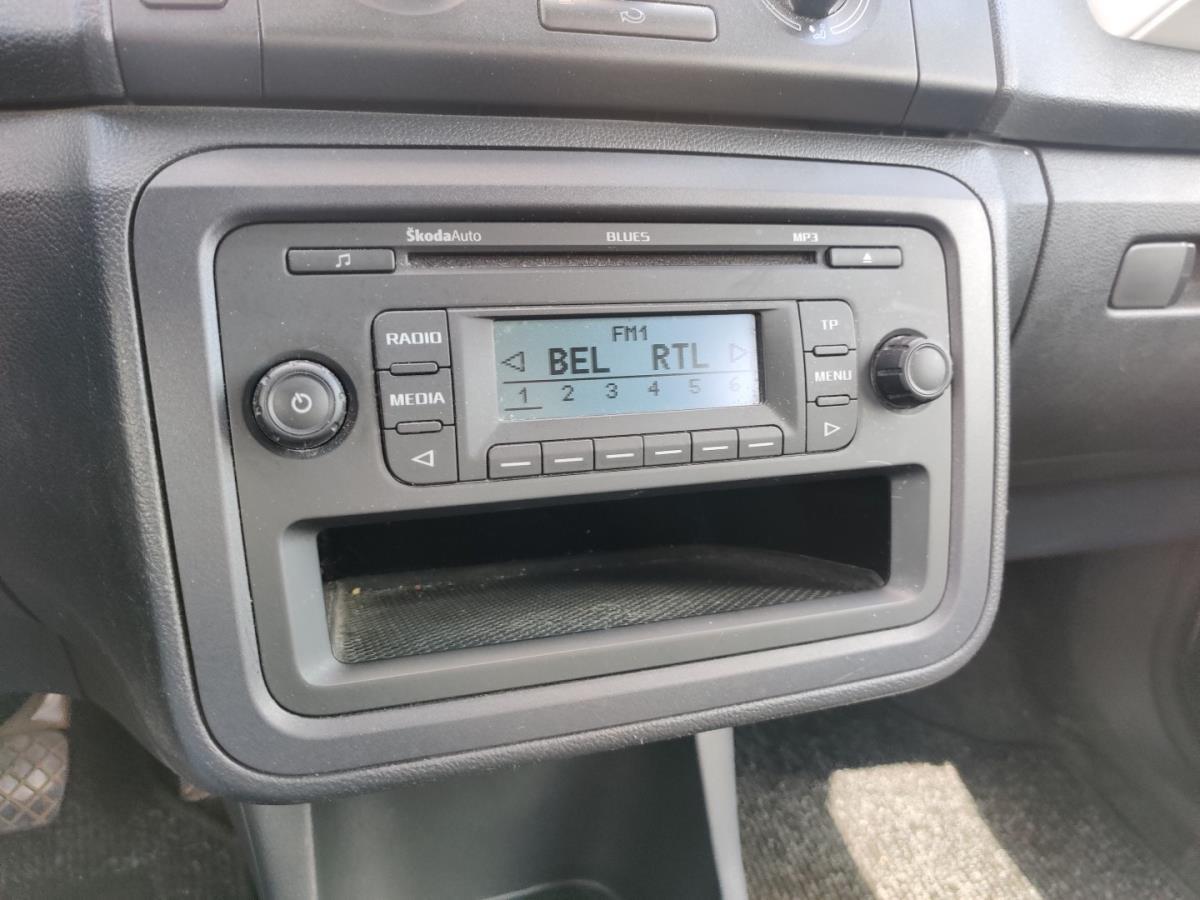 ŠkodaAuto BLUES MP3
RADIO
MEDIA
FM1
BEL RTL
1 2 3 4 5 6
TP
MENU